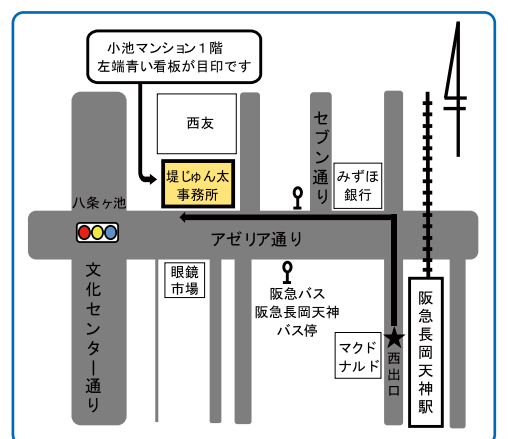 小池マンション１階
左端青い看板が目印です
西友
セブン通り
堤じゅん太
事務所
みずほ
銀行
八条ヶ池
アゼリア通り
文化センター通り
眼鏡
市場
阪急バス
阪急長岡天神
バス停
マクド
ナルド
西出口
阪急長岡天神駅